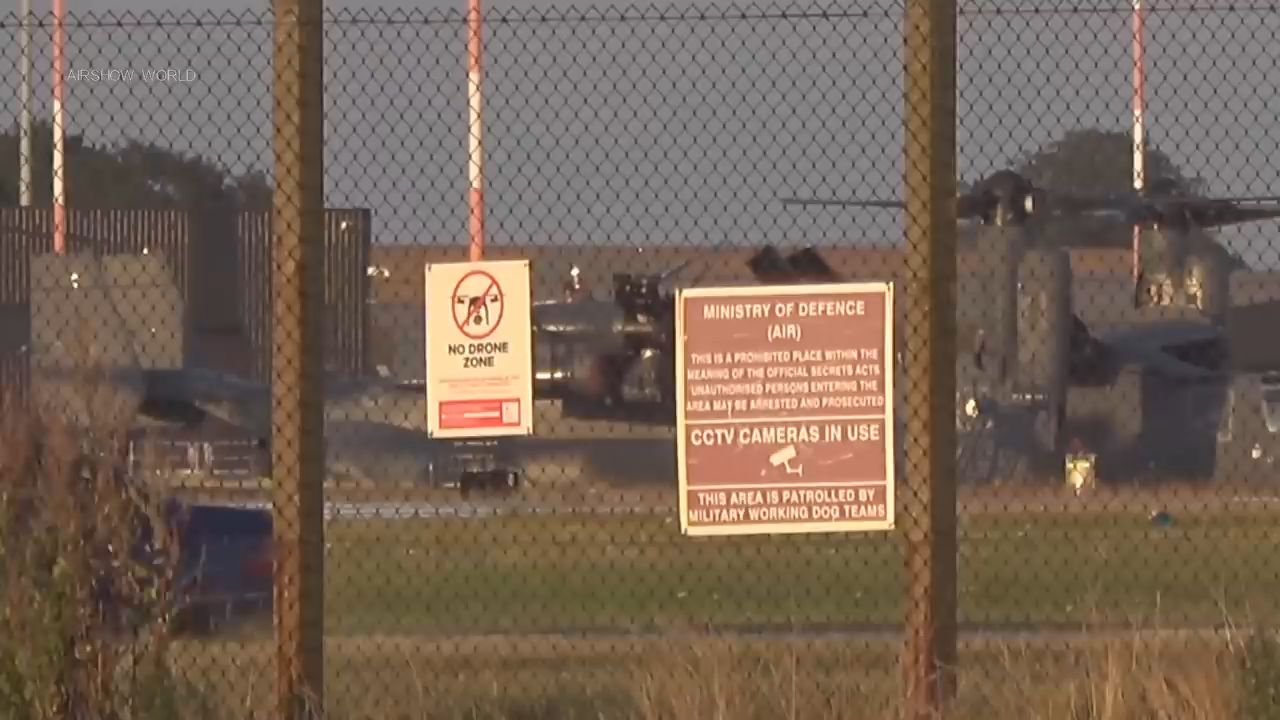 AIRSHOW WORLD
NO DRONE
ZONE
MINISTRY OF DEFENCE
(AIR)
THIS IS A PROHIBITED PLACE WITHIN THE
MEANING OF THE OFFICIAL SECRETS ACTS
UNAUTHORISED PERSONS ENTERING THE
AREA MAY BE ARRESTED AND PROSECUTED
CCTV CAMERAS IN USE
THIS AREA IS PATROLLED BY
MILITARY WORKING DOG TEAMS